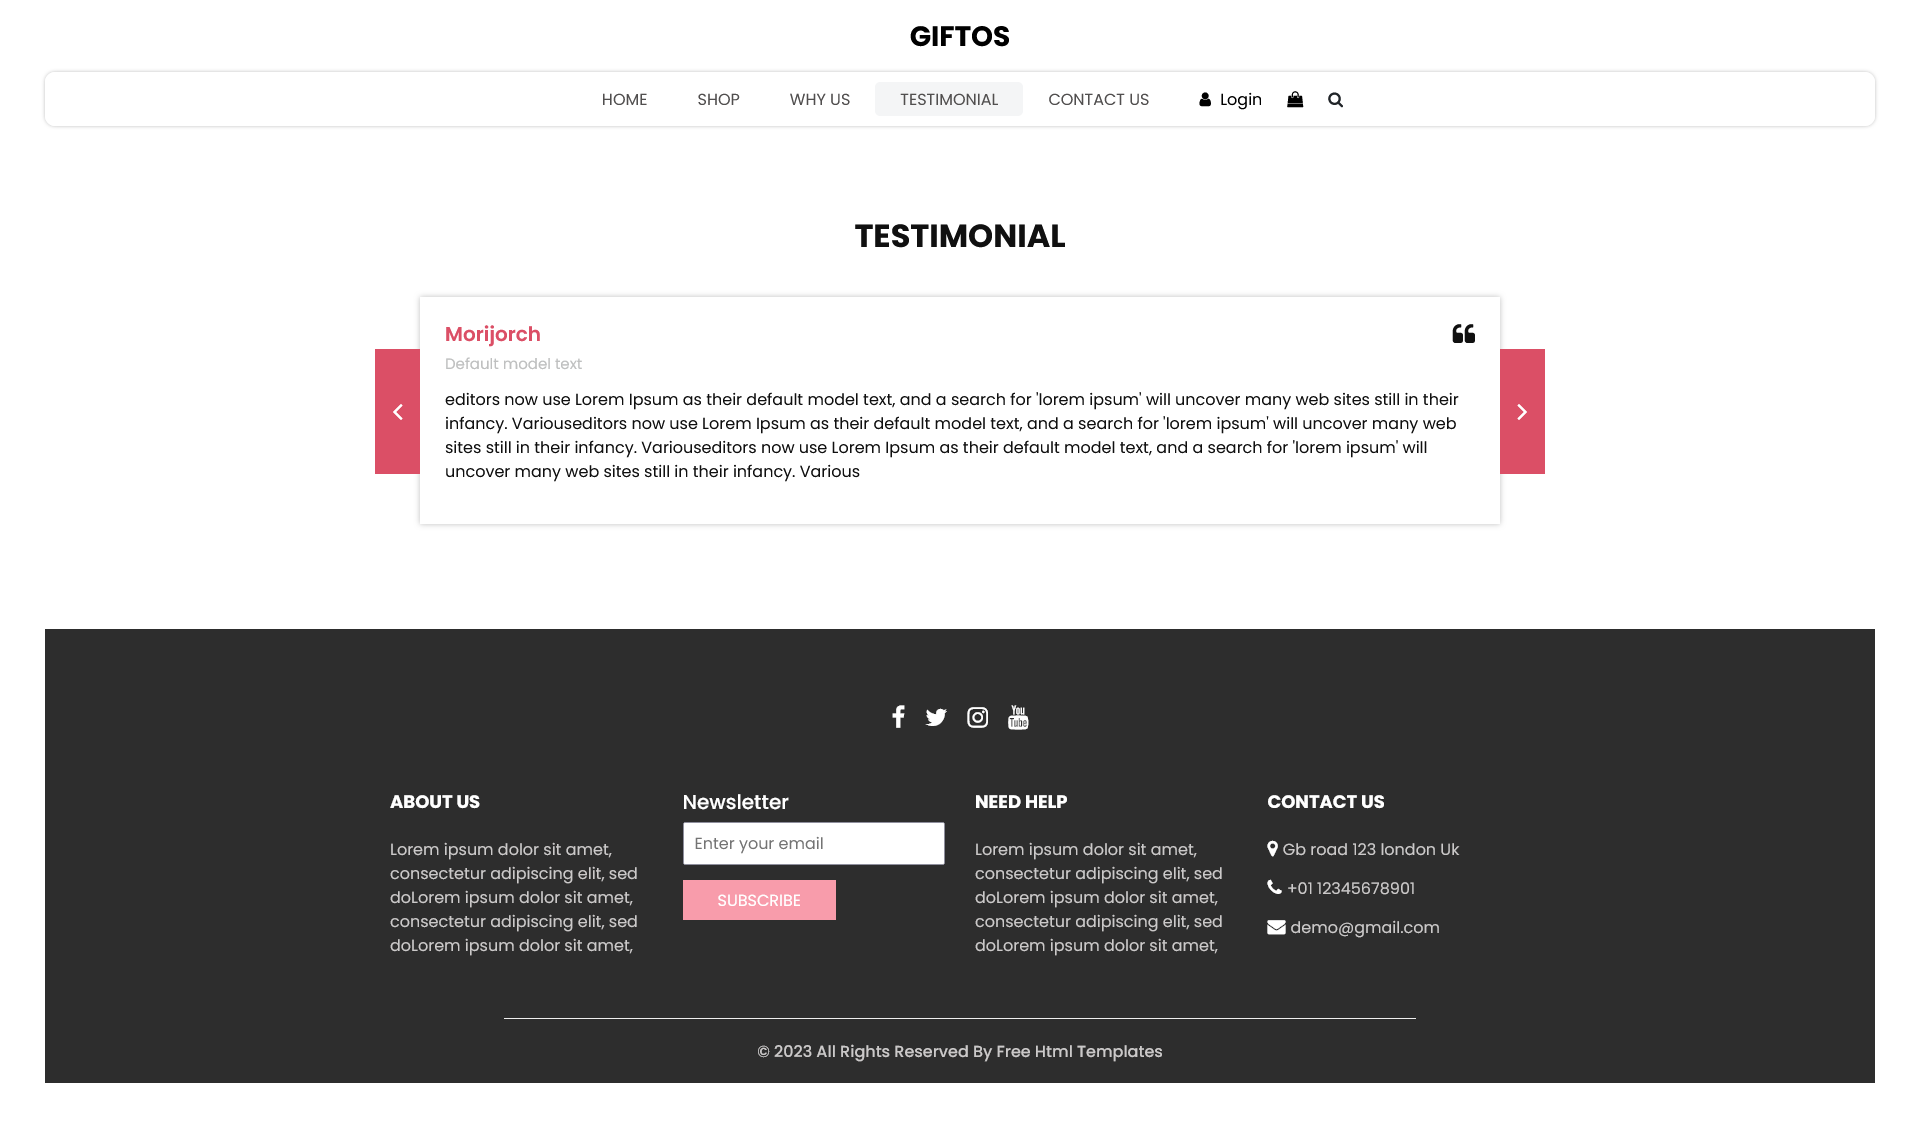 GIFTOS
HOME SHOP WHY US TESTIMONIAL CONTACT US Login
TESTIMONIAL
Morijorch
Default model text
editors now use Lorem Ipsum as their default model text, and a search for 'lorem ipsum' will uncover many web sites still in their
infancy. Variouseditors now use Lorem Ipsum as their default model text, and a search for 'lorem ipsum' will uncover many web
sites still in their infancy. Variouseditors now use Lorem Ipsum as their default model text, and a search for 'lorem ipsum' will
uncover many web sites still in their infancy. Various
You
Tube
ABOUT US
Lorem ipsum dolor sit amet,
consectetur adipiscing elit, sed
doLorem ipsum dolor sit amet,
consectetur adipiscing elit, sed
doLorem ipsum dolor sit amet,
Newsletter
Enter your email
SUBSCRIBE
NEED HELP
Lorem ipsum dolor sit amet,
consectetur adipiscing elit, sed
doLorem ipsum dolor sit amet,
consectetur adipiscing elit, sed
doLorem ipsum dolor sit amet,
CONTACT US
Gb road 123 london Uk
+01 12345678901
demo@gmail.com
© 2023 All Rights Reserved By Free Html Templates